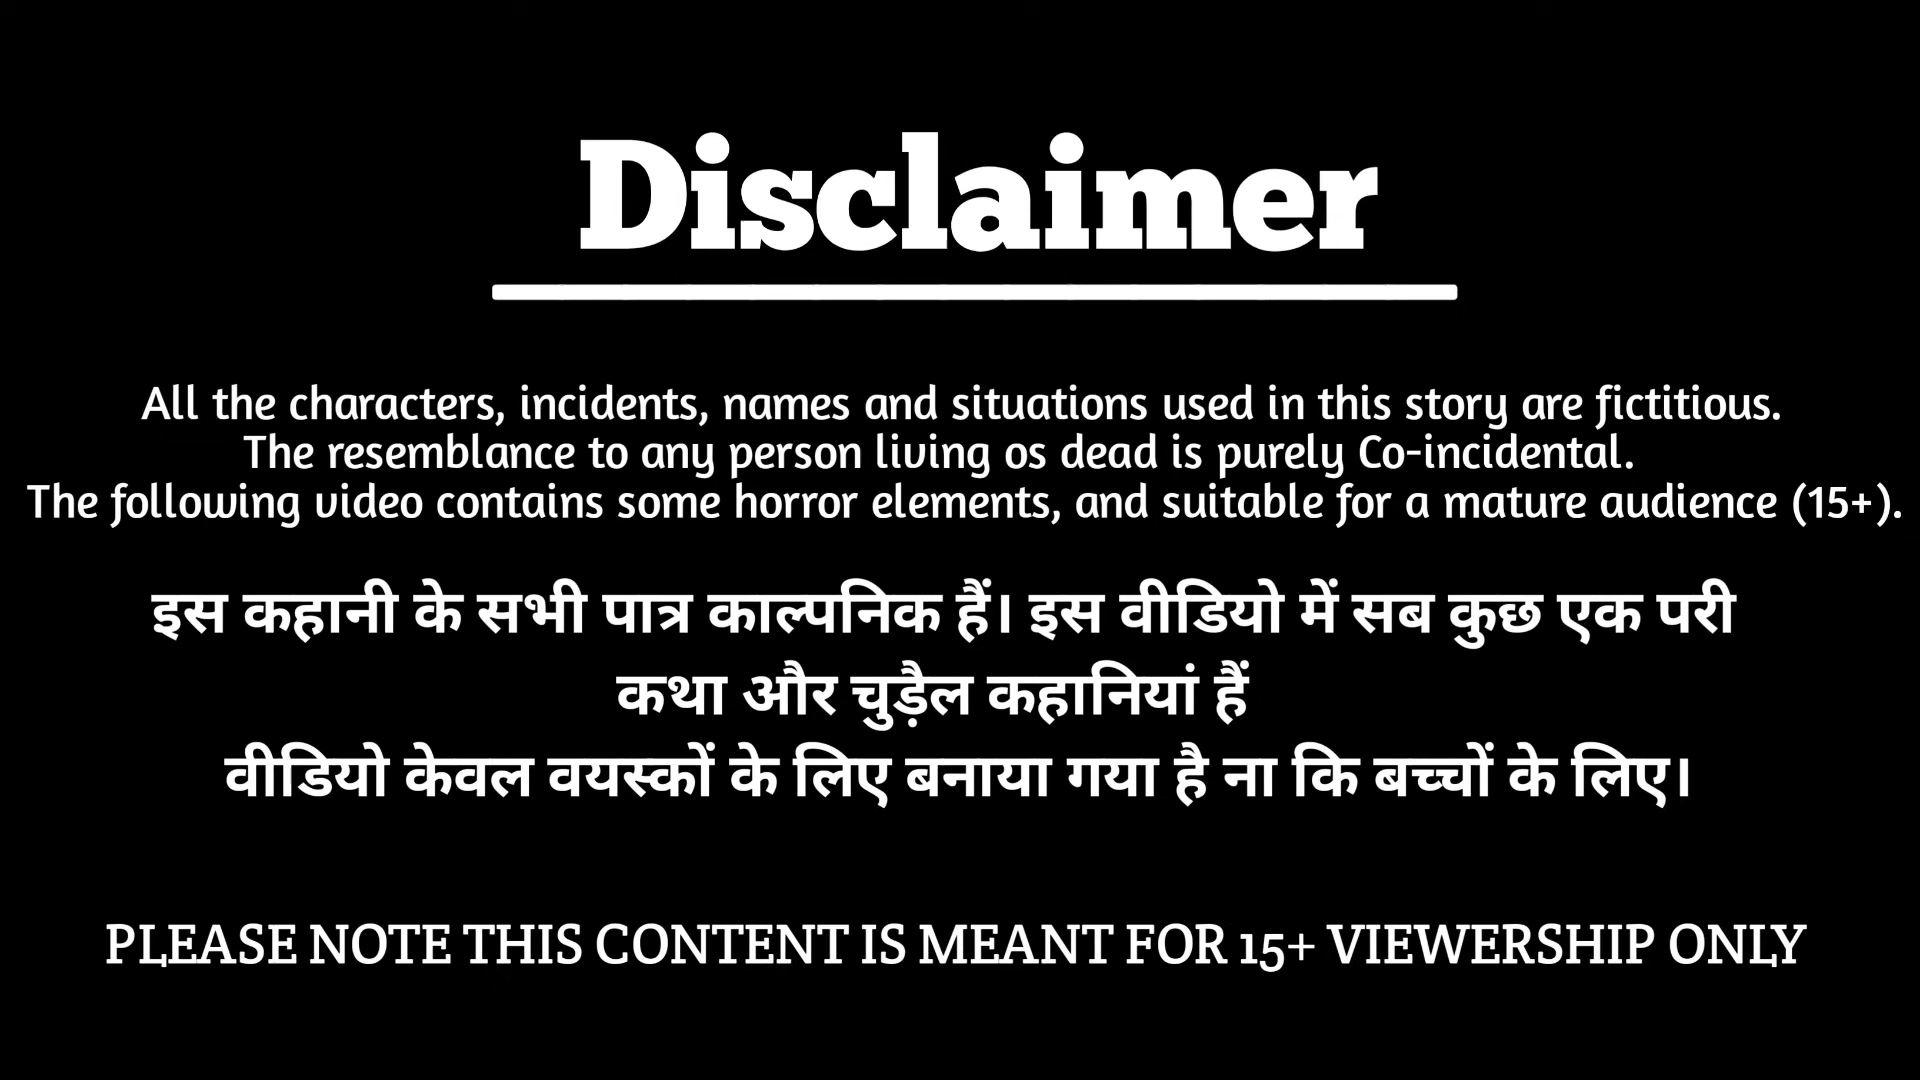 Disclaimer
All the characters, incidents, names and situations used in this story are fictitious.
The resemblance to any person living os dead is purely Co-incidental.
The following video contains some horror elements, and suitable for a mature audience (15+).
इस कहानी के सभी पात्र काल्पनिक हैं। इस वीडियो में सब कुछ एक परी
कथा और चुड़ैल कहानियां हैं
वीडियो केवल वयस्कों के लिए बनाया गया है ना कि बच्चों के लिए।
PLEASE NOTE THIS CONTENT IS MEANT FOR 15+ VIEWERSHIP ONLY